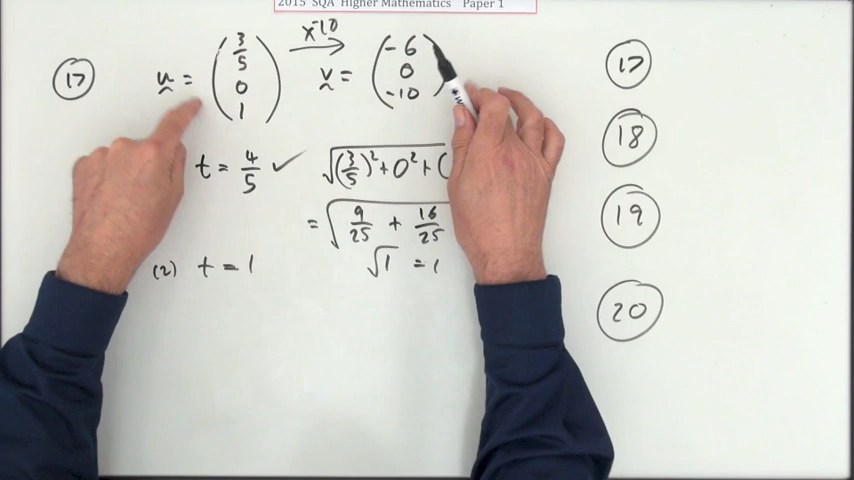 2015 SQA Higher Mathematics Paper 1
17 u = (3/5 0 1) x-10 → v = (-6 0 -10) 17
t = 4/5 ✓ √(3/5)² + 0² + ( 18
= √9/25 + 16/25 19
(2) t = 1 √1 = 1
20